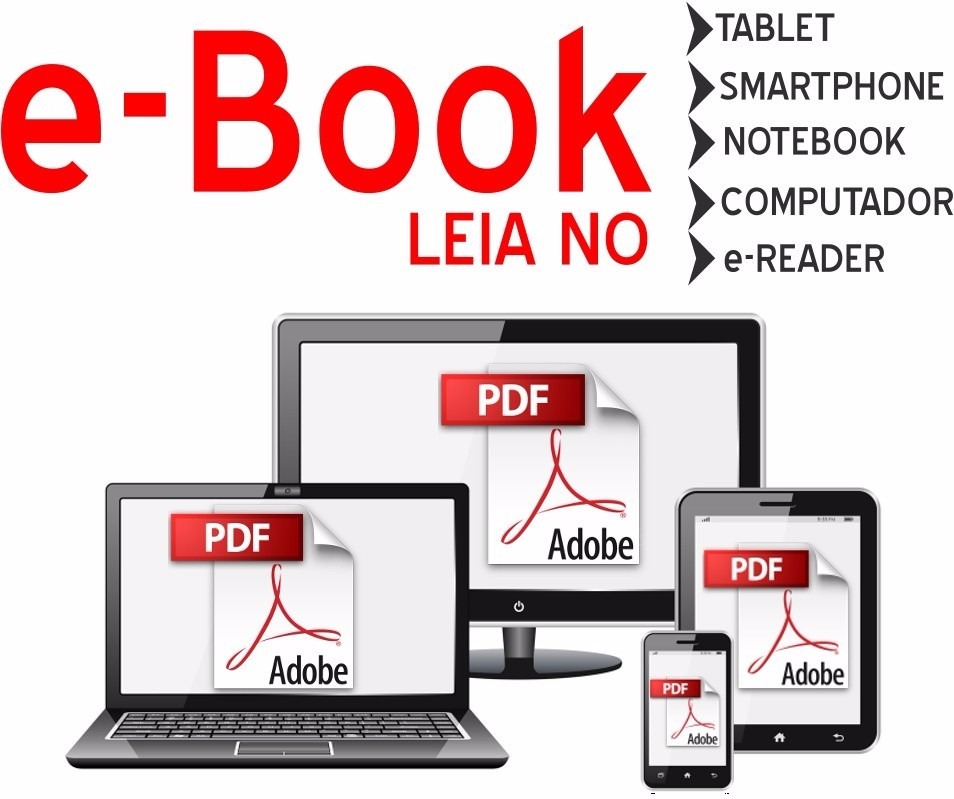 e-Book
LEIA NO
TABLET
SMARTPHONE
NOTEBOOK
COMPUTADOR
e-READER
PDF
Adobe
PDF
Adobe
PDF
Adobe
PDF
Adobe